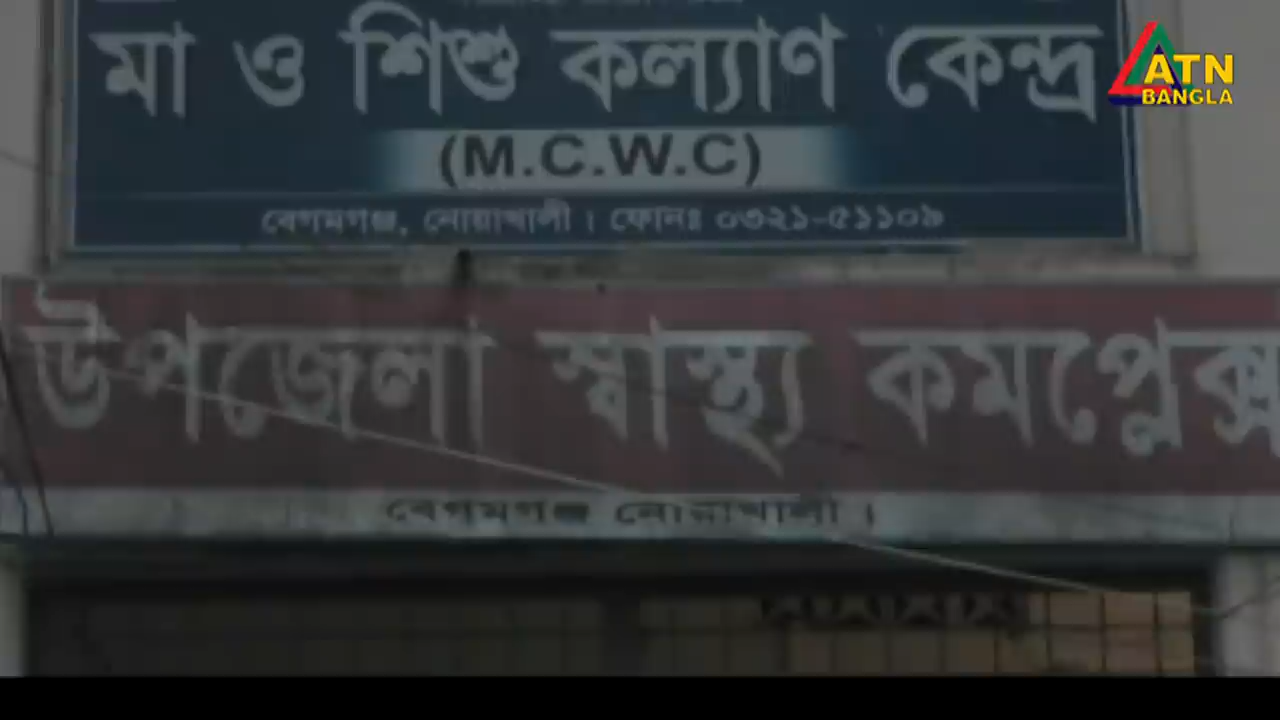 মা ও শিশু কল্যাণ কেন্দ্র
(M.C.W.C)
বেগমগঞ্জ, নোয়াখালী । ফোনঃ ০৩২১-৫১১০৯
উপজেলা স্বাস্থ্য কমপ্লেক্স
বেগমগঞ্জ নোয়াখালী ।
ATN
BANGLA